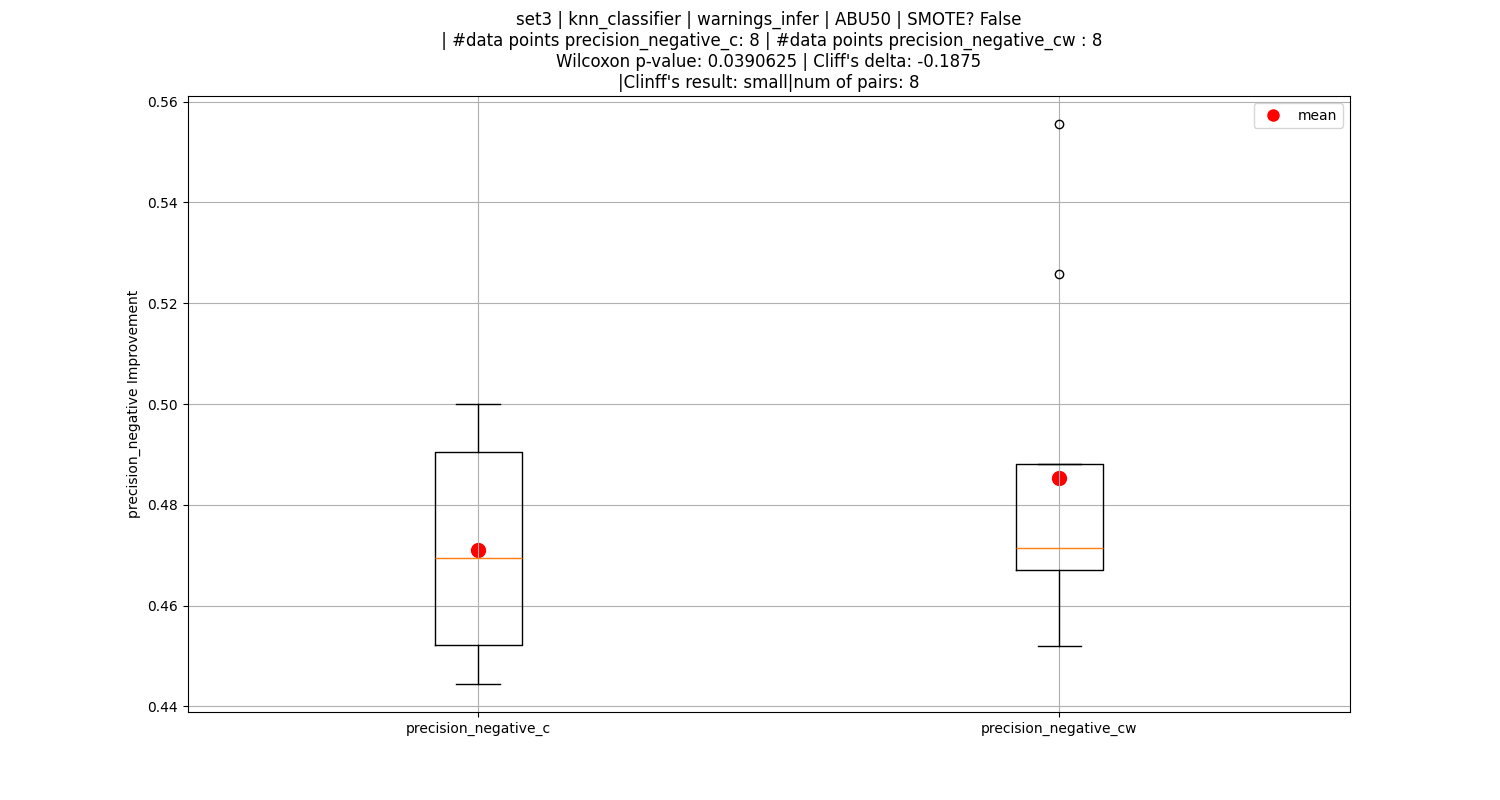 set3 | knn_classifier | warnings_infer | ABU50 | SMOTE? False
| #data points precision_negative_c: 8 | #data points precision_negative_cw : 8
Wilcoxon p-value: 0.0390625 | Cliff's delta: -0.1875
|Clinff's result: small|num of pairs: 8
mean
0.56
0.54
0.52
0.50
0.48
0.46
0.44
precision_negative Improvement
precision_negative_c
precision_negative_cw